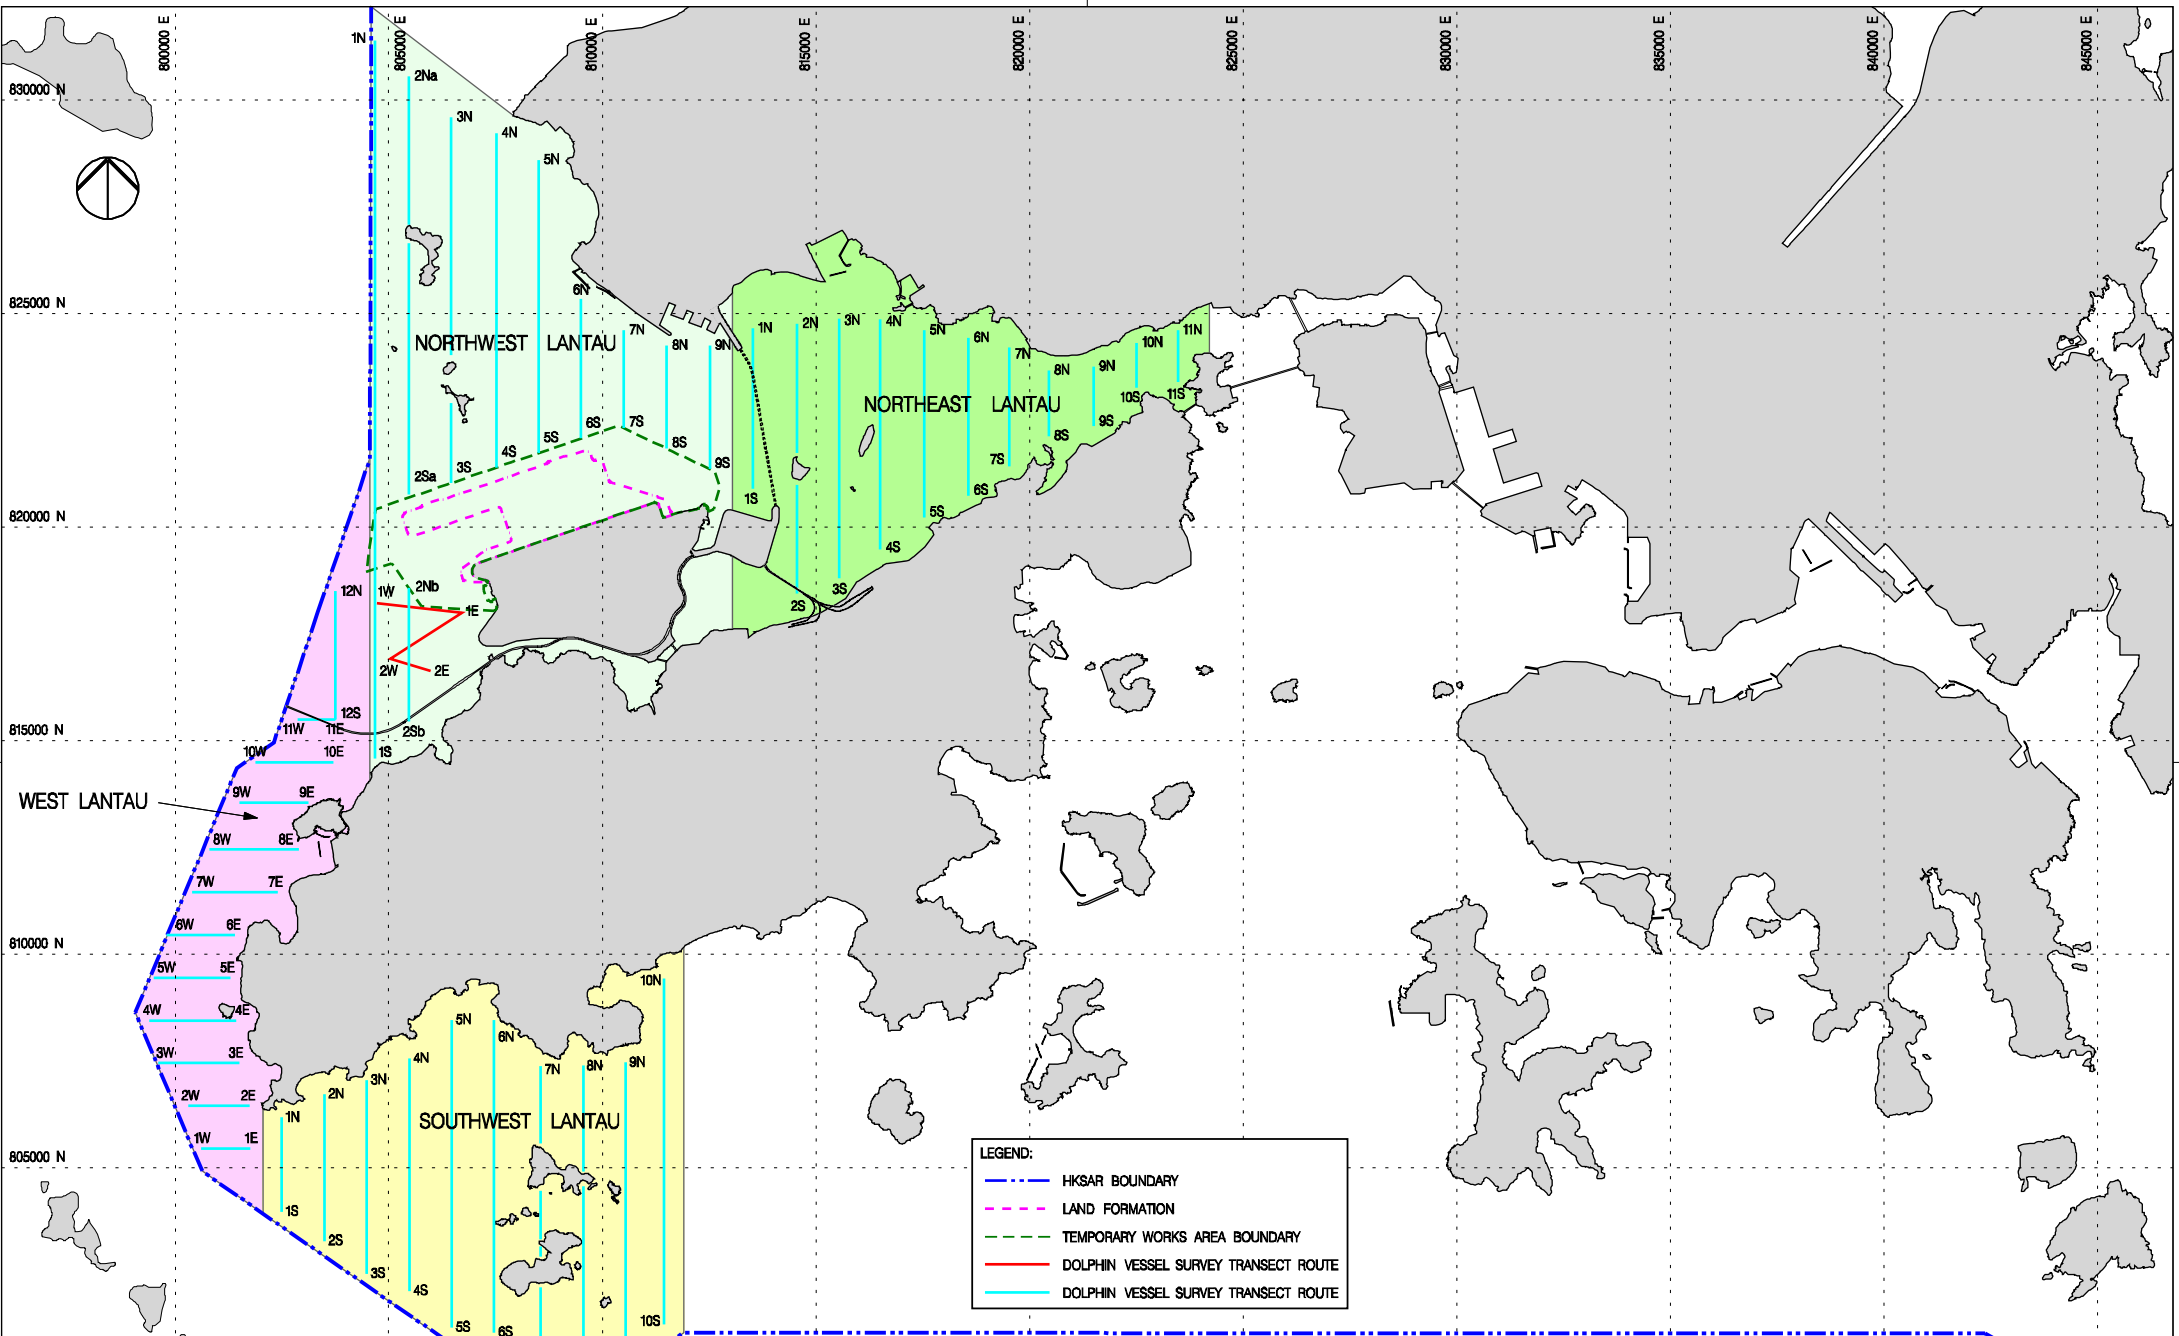 800000 E
805000 E
810000 E
815000 E
820000 E
825000 E
830000 E
835000 E
840000 E
845000 E
830000 N
825000 N
820000 N
815000 N
810000 N
805000 N
1N
2Na
3N
4N
5N
6N
7N
8N
9N
NORTHWEST LANTAU
2Sa
3S
4S
5S
6S
7S
8S
9S
2Nb
1W
1E
2W
2E
2Sb
1S
1N
2N
3N
4N
5N
6N
7N
8N
9N
10N
11N
NORTHEAST LANTAU
1S
2S
3S
4S
5S
6S
7S
8S
9S
10S
11S
12N
12S
11W
11E
10W
10E
WEST LANTAU
9W
9E
8W
8E
7W
7E
6W
6E
5W
5E
4W
4E
3W
3E
2W
2E
1W
1E
1N
2N
3N
4N
5N
6N
7N
8N
9N
10N
SOUTHWEST LANTAU
1S
2S
3S
4S
5S
6S
10S
LEGEND:
HKSAR BOUNDARY
LAND FORMATION
TEMPORARY WORKS AREA BOUNDARY
DOLPHIN VESSEL SURVEY TRANSECT ROUTE
DOLPHIN VESSEL SURVEY TRANSECT ROUTE